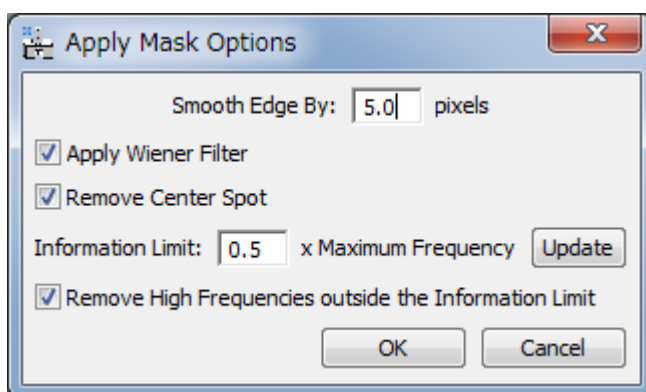 Apply Mask Options
Smooth Edge By: 5.0 pixels
Apply Wiener Filter
Remove Center Spot
Information Limit: 0.5 x Maximum Frequency Update
Remove High Frequencies outside the Information Limit
OK Cancel